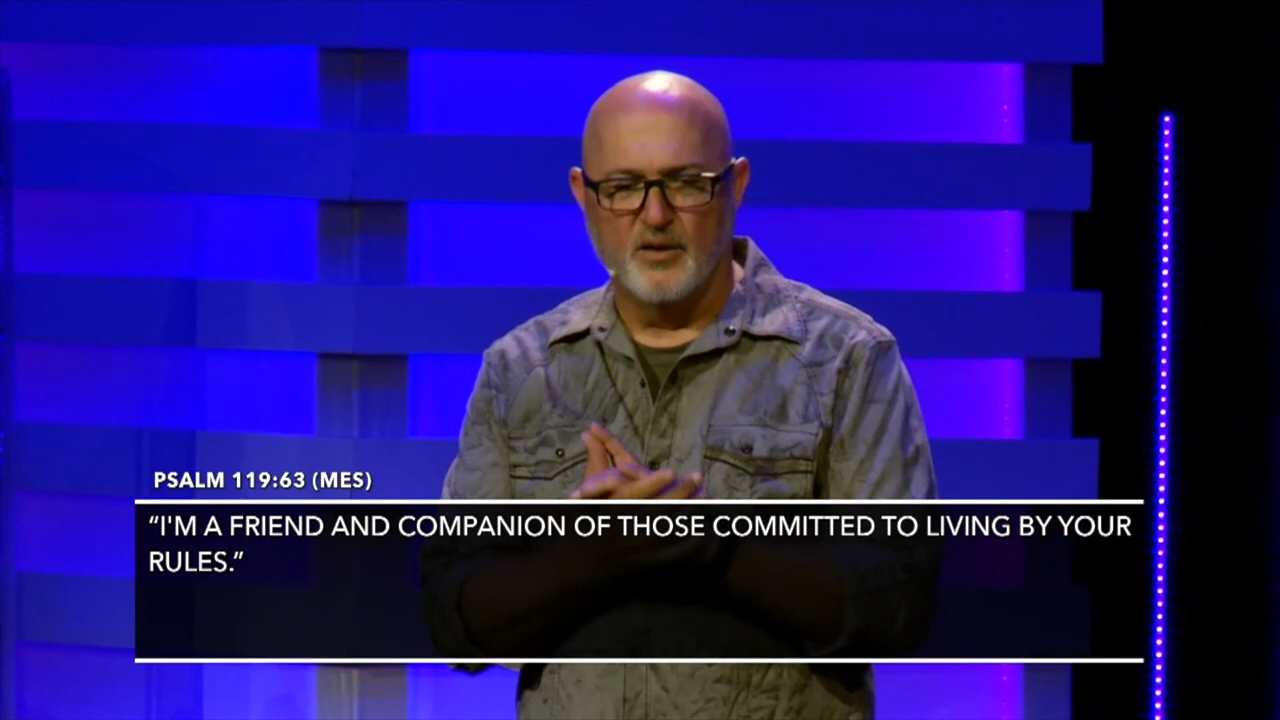 PSALM 119:63 (MES)
“I'M A FRIEND AND COMPANION OF THOSE COMMITTED TO LIVING BY YOUR
RULES.”